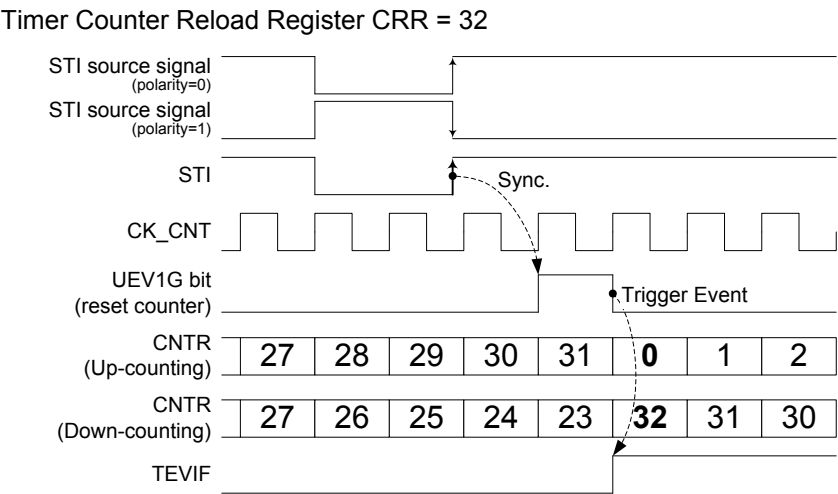 Timer Counter Reload Register CRR = 32
STI source signal
(polarity=0)
STI source signal
(polarity=1)
STI
Sync.
CK_CNT
UEV1G bit
(reset counter)
Trigger Event
CNTR
(Up-counting)
27 28 29 30 31 0 1 2
CNTR
(Down-counting)
27 26 25 24 23 32 31 30
TEVIF